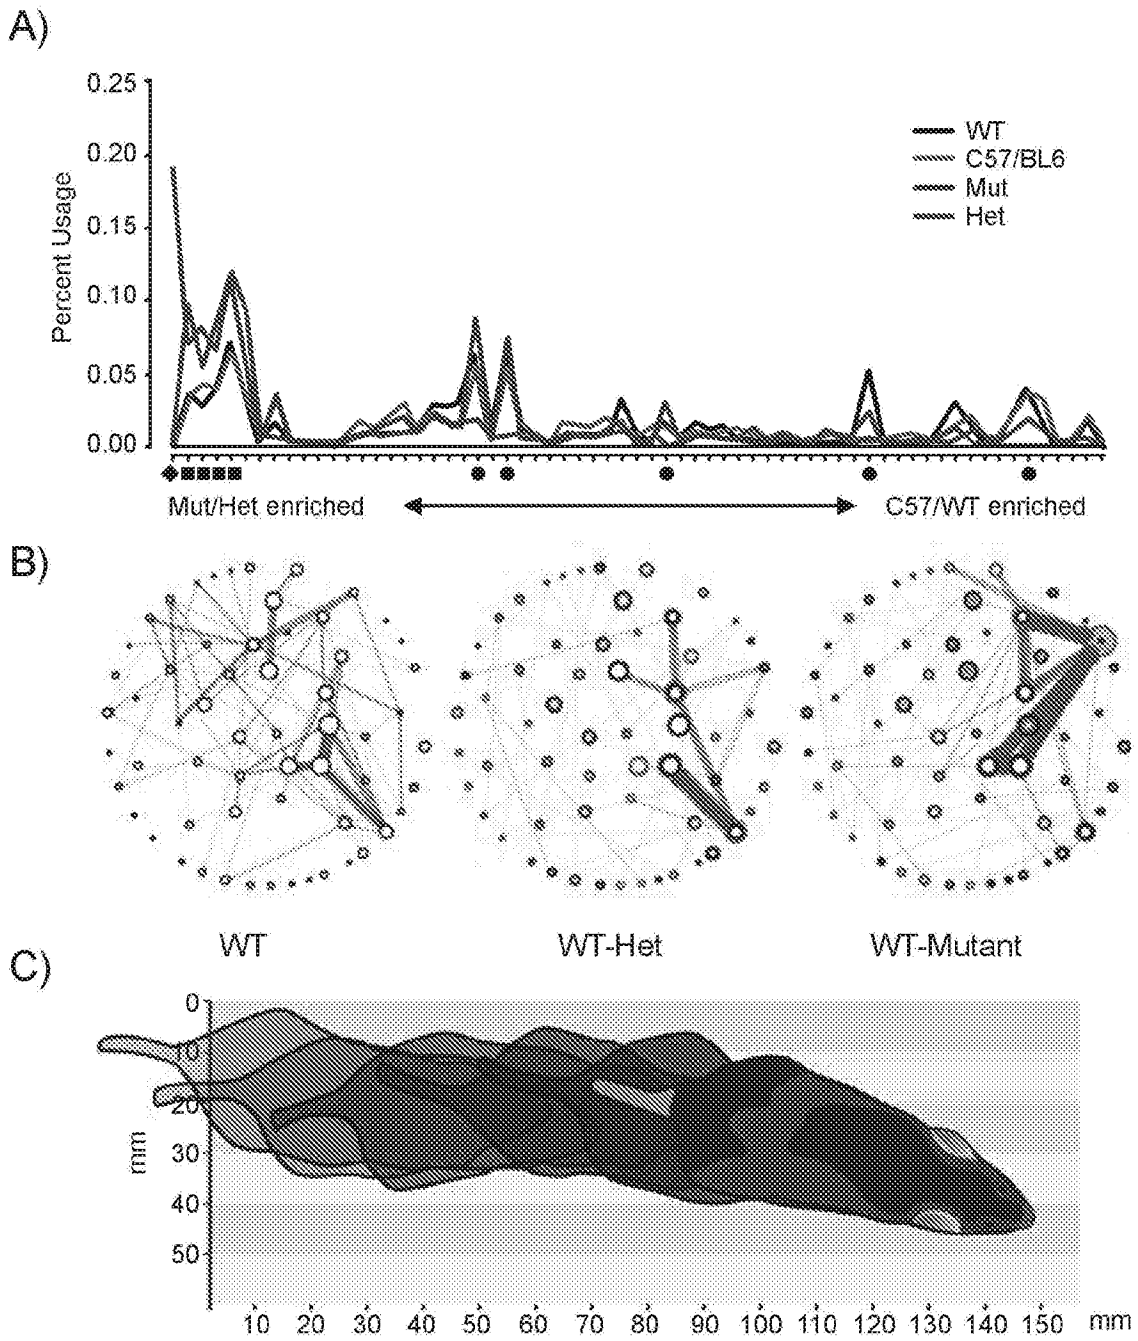 A)
0.25
0.20
0.15
0.10
0.05
0.00
Percent Usage
WT
C57/BL6
Mut
Het
Mut/Het enriched
C57/WT enriched
B)
WT
WT-Het
WT-Mutant
C)
0
10
20
30
40
50
mm
10 20 30 40 50 60 70 80 90 100 110 120 130 140 150 mm